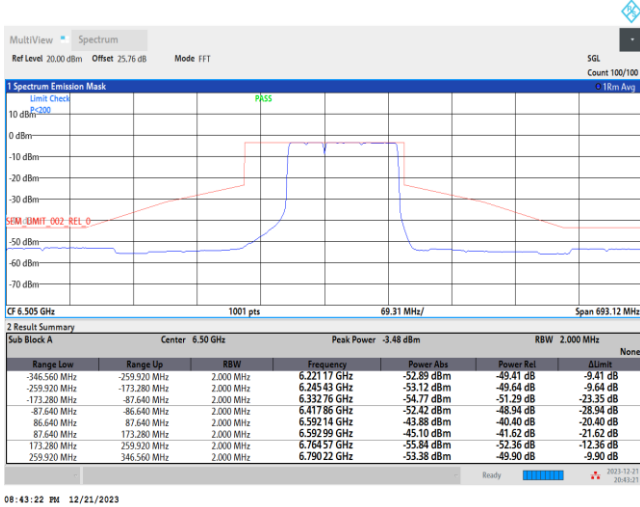 MultiView Spectrum
Ref Level 20.00 dBm Offset 25.76 dB Mode FFT SGL
Count 100/100
1 Spectrum Emission Mask 1Rm Avg
Limit Check PASS
P<200
10 dBm
0 dBm
-10 dBm
-20 dBm
-30 dBm
SEM_LIMIT_002_REL_0
-50 dBm
-60 dBm
-70 dBm
CF 6.505 GHz 1001 pts 69.31 MHz/ Span 693.12 MHz
2 Result Summary
Sub Block A Center 6.50 GHz Peak Power -3.48 dBm RBW 2.000 MHz
None
Range Low Range Up RBW Frequency Power Abs Power Rel ΔLimit
-346.560 MHz -259.920 MHz 2.000 MHz 6.221 17 GHz -52.89 dBm -49.41 dB -9.41 dB
-259.920 MHz -173.280 MHz 2.000 MHz 6.245 43 GHz -53.12 dBm -49.64 dB -9.64 dB
-173.280 MHz -87.640 MHz 2.000 MHz 6.332 76 GHz -54.77 dBm -51.29 dB -23.35 dB
-87.640 MHz -86.640 MHz 2.000 MHz 6.417 86 GHz -52.42 dBm -48.94 dB -28.94 dB
86.640 MHz 87.640 MHz 2.000 MHz 6.592 14 GHz -43.88 dBm -40.40 dB -20.40 dB
87.640 MHz 173.280 MHz 2.000 MHz 6.592 99 GHz -45.10 dBm -41.62 dB -21.62 dB
173.280 MHz 259.920 MHz 2.000 MHz 6.764 57 GHz -55.84 dBm -52.36 dB -12.36 dB
259.920 MHz 346.560 MHz 2.000 MHz 6.790 22 GHz -53.38 dBm -49.90 dB -9.90 dB
Ready 2023-12-21
20:43:21
08:43:22 PM 12/21/2023